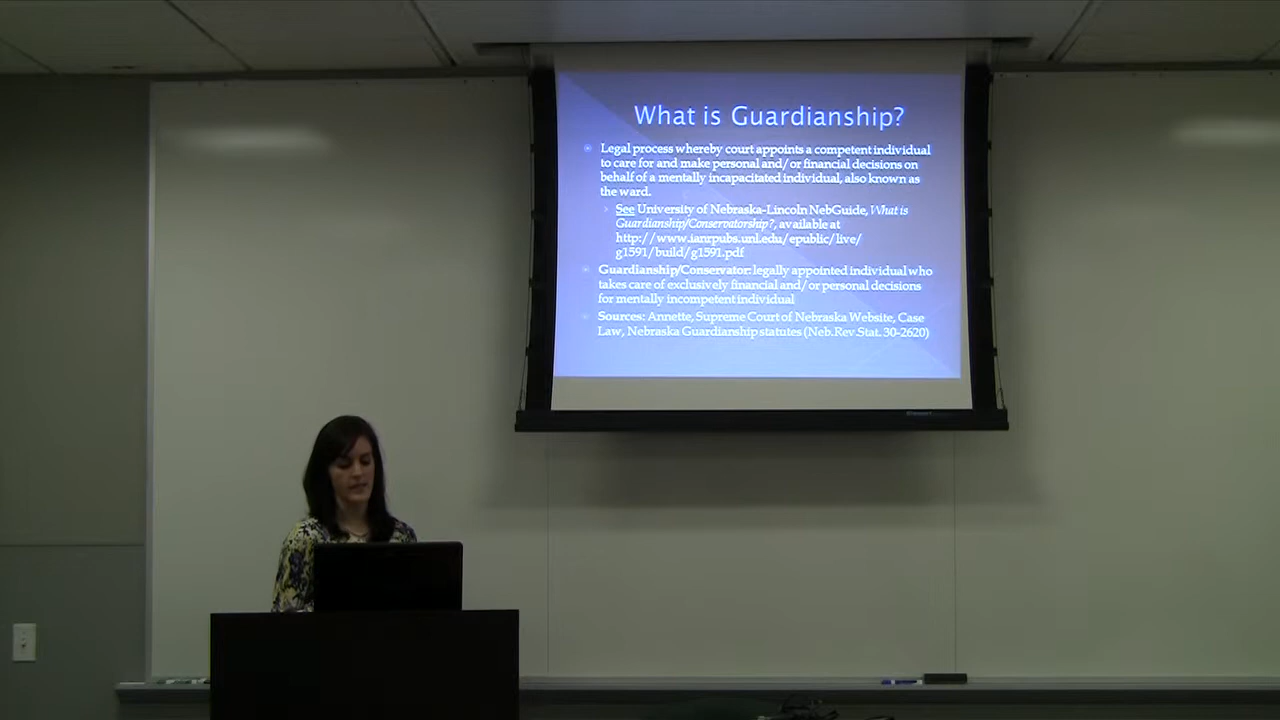 What is Guardianship?
Legal process whereby court appoints a competent individual
to care for and make personal and/or financial decisions on
behalf of a mentally incapacitated individual, also known as
the ward.
See University of Nebraska-Lincoln NebGuide, What is
Guardianship/Conservatorship?, available at
http://www.ianrpubs.unl.edu/epublic/live/
g1591/build/g1591.pdf
Guardianship/Conservator: legally appointed individual who
takes care of exclusively financial and/or personal decisions
for mentally incompetent individual
Sources: Annette, Supreme Court of Nebraska Website, Case
Law, Nebraska Guardianship statutes (Neb.Rev.Stat. 30-2620)